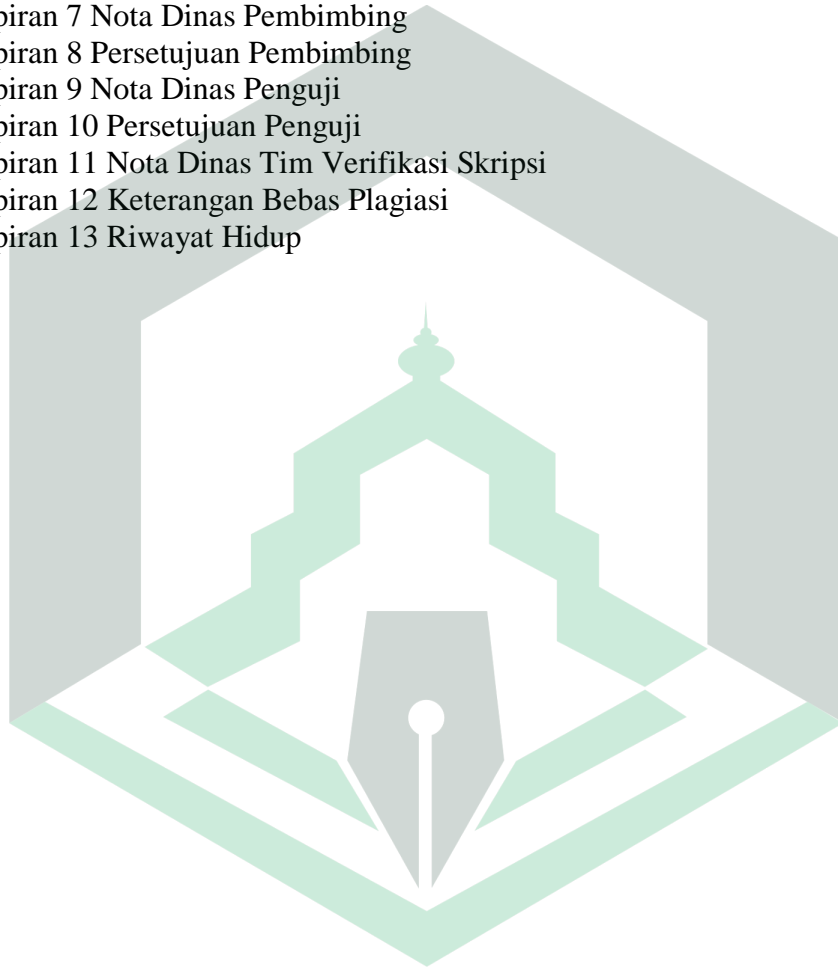 piran 7 Nota Dinas Pembimbing
piran 8 Persetujuan Pembimbing
piran 9 Nota Dinas Penguji
piran 10 Persetujuan Penguji
piran 11 Nota Dinas Tim Verifikasi Skripsi
piran 12 Keterangan Bebas Plagiasi
piran 13 Riwayat Hidup